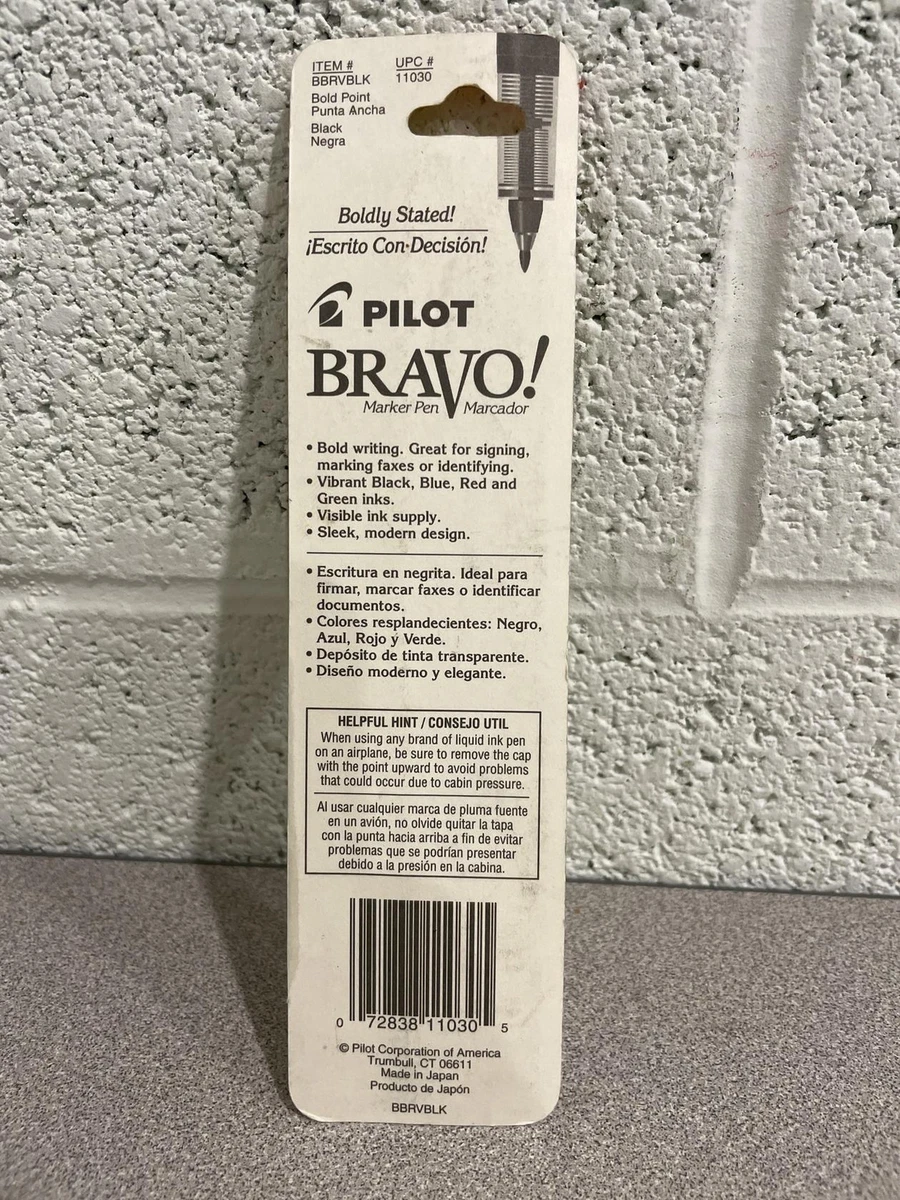 ITEM # UPC #
BBRVBLK 11030
Bold Point
Punta Ancha
Black
Negra
Boldly Stated!
¡Escrito Con·Decisión!
PILOT
BRAVO!
Marker Pen Marcador
• Bold writing. Great for signing,
marking faxes or identifying.
• Vibrant Black, Blue, Red and
Green inks.
• Visible ink supply.
• Sleek, modern design.
• Escritura en negrita. Ideal para
firmar, marcar faxes o identificar
documentos.
• Colores resplandecientes: Negro,
Azul, Rojo y Verde.
• Depósito de tinta transparente.
• Diseño moderno y elegante.
HELPFUL HINT / CONSEJO UTIL
When using any brand of liquid ink pen
on an airplane, be sure to remove the cap
with the point upward to avoid problems
that could occur due to cabin pressure.
Al usar cualquier marca de pluma fuente
en un avión, no olvide quitar la tapa
con la punta hacia arriba a fin de evitar
problemas que se podrían presentar
debido a la presión en la cabina.
0 72838 11030 5
© Pilot Corporation of America
Trumbull, CT 06611
Made in Japan
Producto de Japón
BBRVBLK